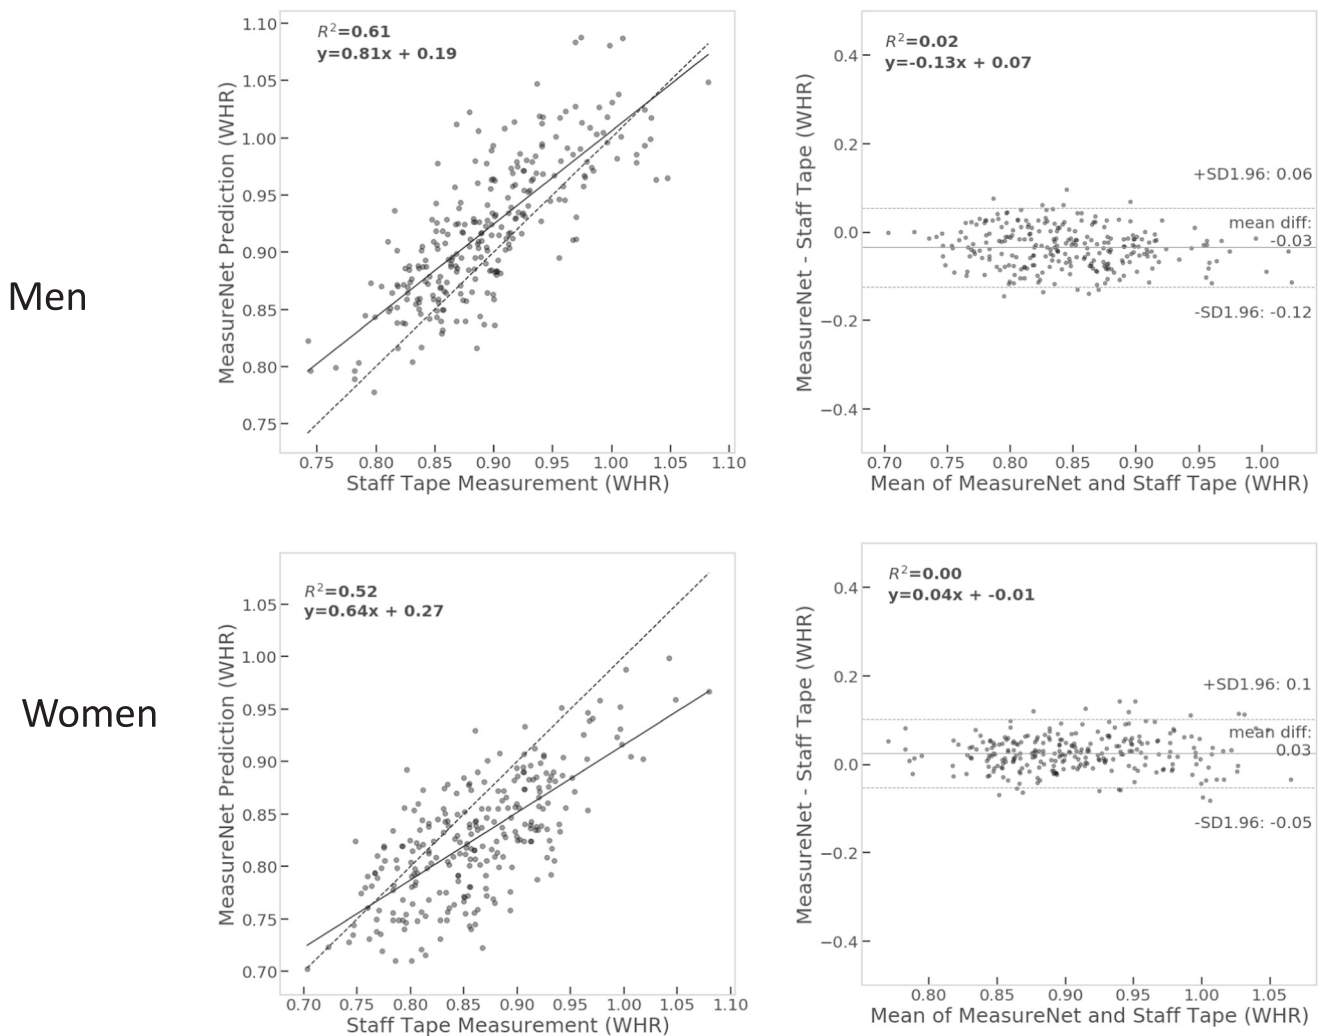 Men
R²=0.61
y=0.81x + 0.19
MeasureNet Prediction (WHR)
1.10
1.05
1.00
0.95
0.90
0.85
0.80
0.75
0.75 0.80 0.85 0.90 0.95 1.00 1.05 1.10
Staff Tape Measurement (WHR)
R²=0.02
y=-0.13x + 0.07
MeasureNet - Staff Tape (WHR)
0.4
0.2
0.0
−0.2
−0.4
+SD1.96: 0.06
mean diff:
-0.03
-SD1.96: -0.12
0.70 0.75 0.80 0.85 0.90 0.95 1.00
Mean of MeasureNet and Staff Tape (WHR)
Women
R²=0.52
y=0.64x + 0.27
MeasureNet Prediction (WHR)
1.05
1.00
0.95
0.90
0.85
0.80
0.75
0.70
0.70 0.75 0.80 0.85 0.90 0.95 1.00 1.05 1.10
Staff Tape Measurement (WHR)
R²=0.00
y=0.04x + -0.01
MeasureNet - Staff Tape (WHR)
0.4
0.2
0.0
−0.2
−0.4
+SD1.96: 0.1
mean diff:
0.03
-SD1.96: -0.05
0.80 0.85 0.90 0.95 1.00 1.05
Mean of MeasureNet and Staff Tape (WHR)